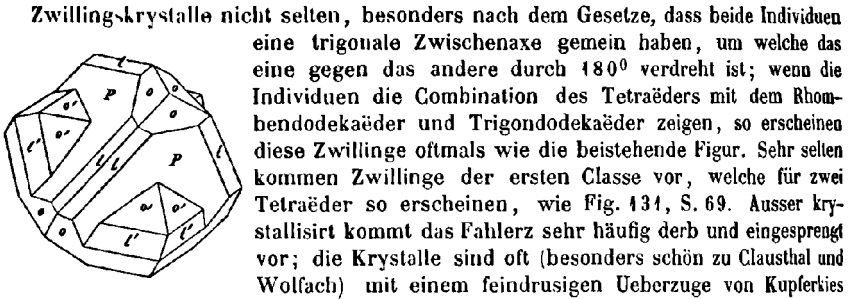 Zwillingskrystalle nicht selten, besonders nach dem Gesetze, dass beide Individuen
eine trigonale Zwischenaxe gemein haben, um welche das
eine gegen das andere durch 180⁰ verdreht ist; wenn die
Individuen die Combination des Tetraëders mit dem Rhom-
bendodekaëder und Trigondodekaëder zeigen, so erscheinen
diese Zwillinge oftmals wie die beistehende Figur. Sehr selten
kommen Zwillinge der ersten Classe vor, welche für zwei
Tetraëder so erscheinen, wie Fig. 131, S. 69. Ausser kry-
stallisirt kommt das Fahlerz sehr häufig derb und eingesprengt
vor; die Krystalle sind oft (besonders schön zu Clausthal und
Wolfach) mit einem feindrusigen Ueberzuge von Kupferkies
l
o o
P o
o
l l
P l
l' o' o'
o' o'
o o
o l' l'